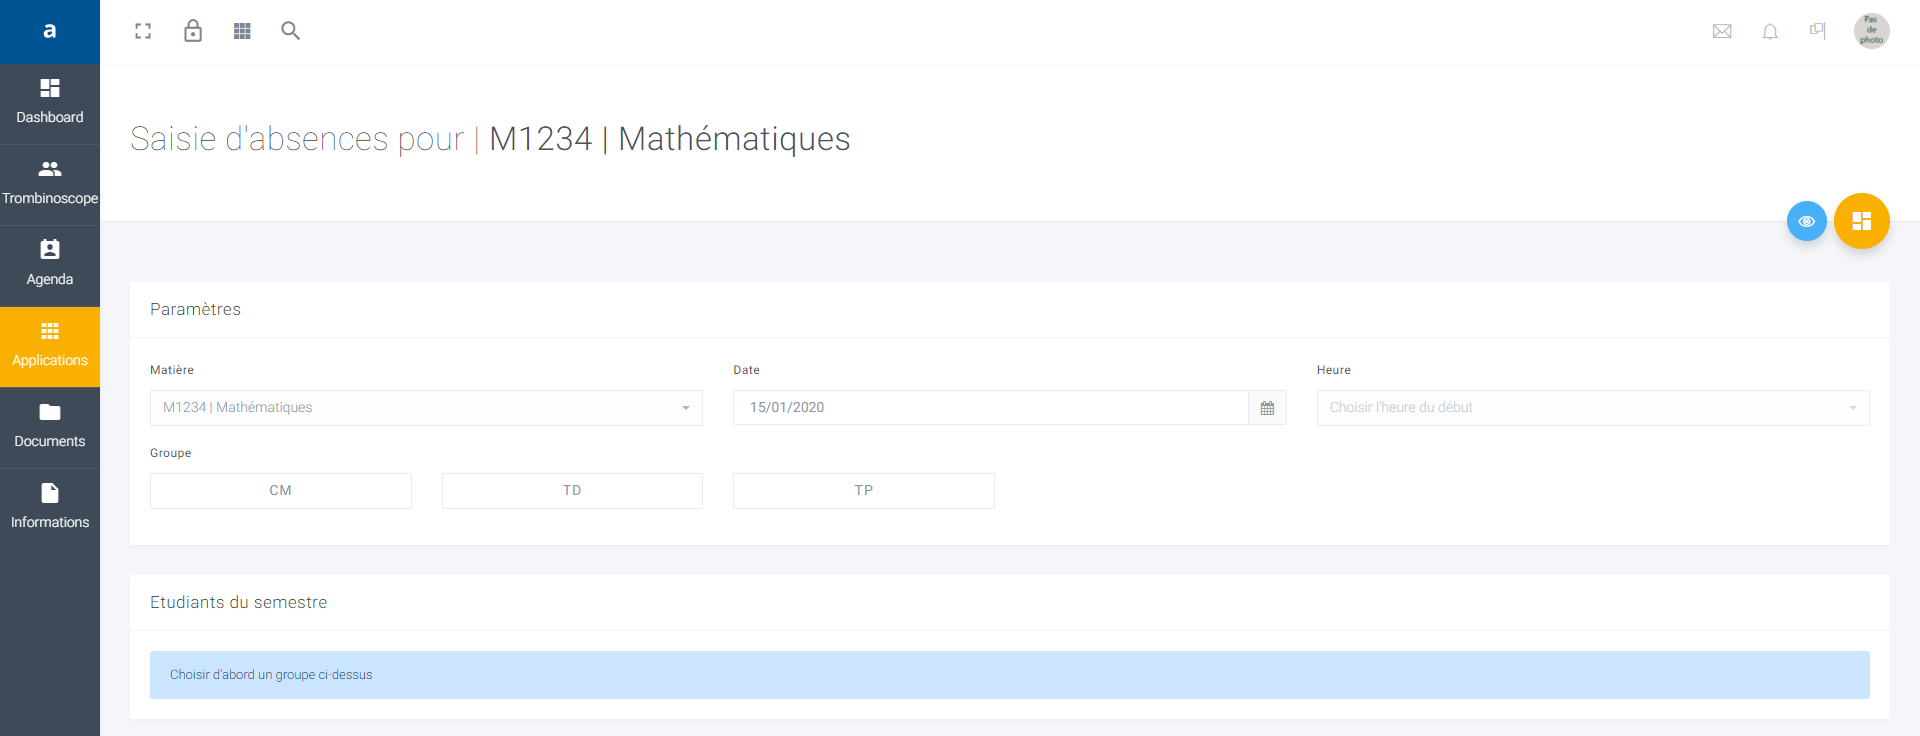 a
Pas
de
photo
Dashboard
Trombinoscope
Agenda
Applications
Documents
Informations
Saisie d'absences pour | M1234 | Mathématiques
Paramètres
Matière
Date
Heure
M1234 | Mathématiques
15/01/2020
Choisir l'heure du début
Groupe
CM
TD
TP
Etudiants du semestre
Choisir d'abord un groupe ci-dessus